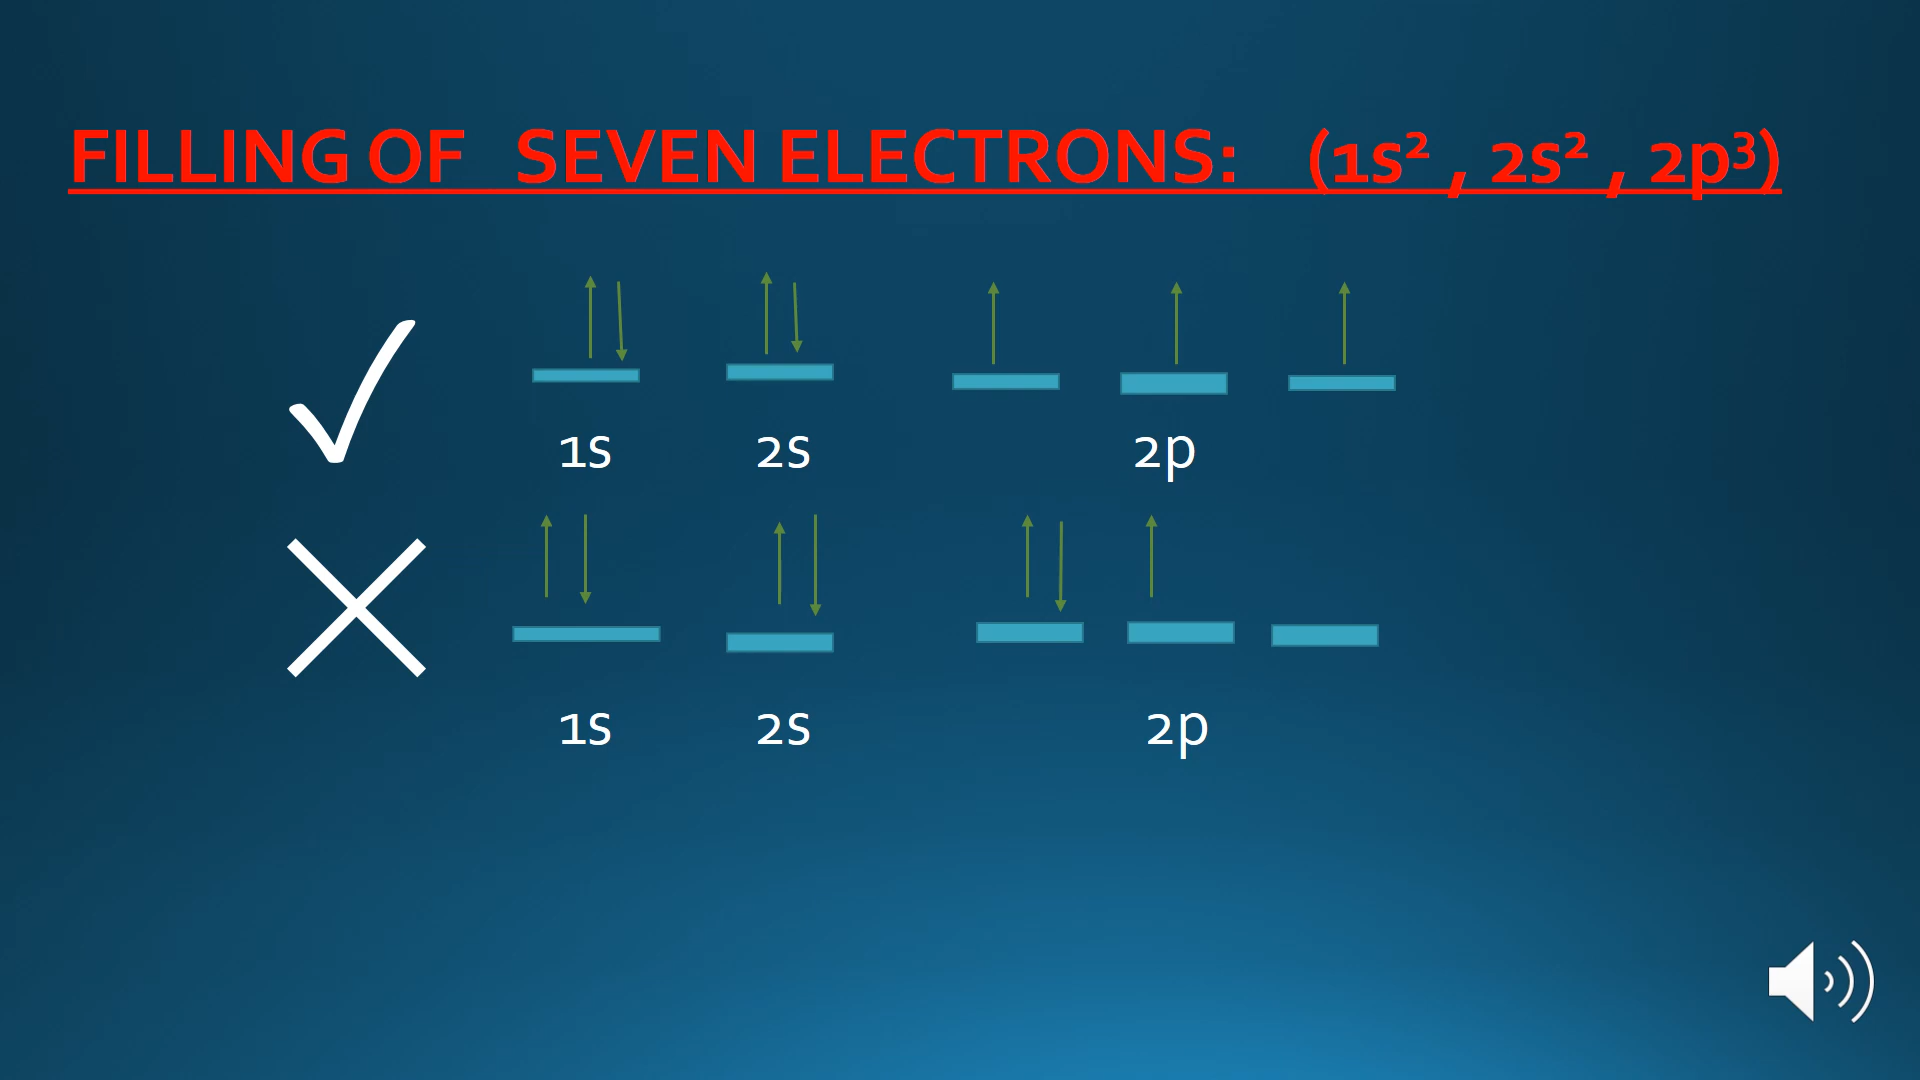 FILLING OF SEVEN ELECTRONS: (1s² , 2s² , 2p³)
1s 2s 2p
1s 2s 2p